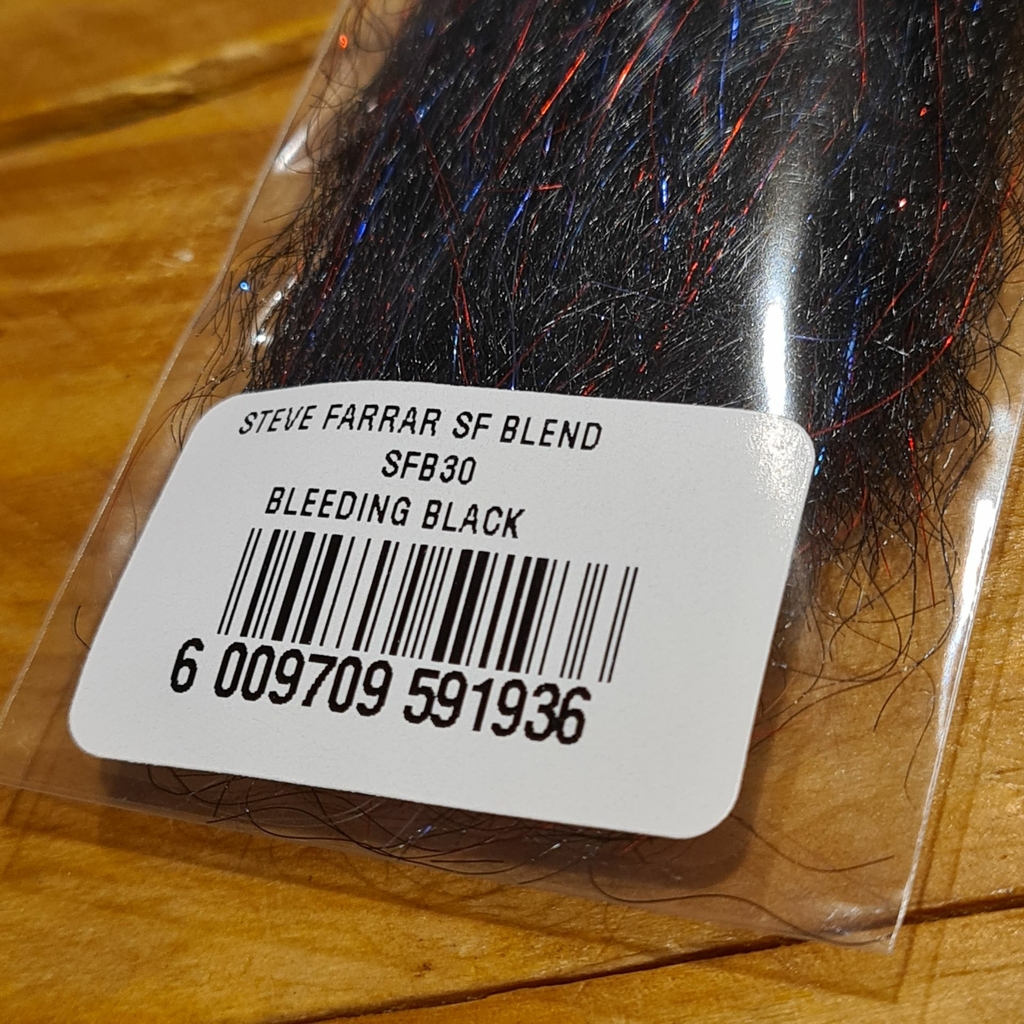 STEVE FARRAR SF BLEND
SFB30
BLEEDING BLACK
6 009709 591936